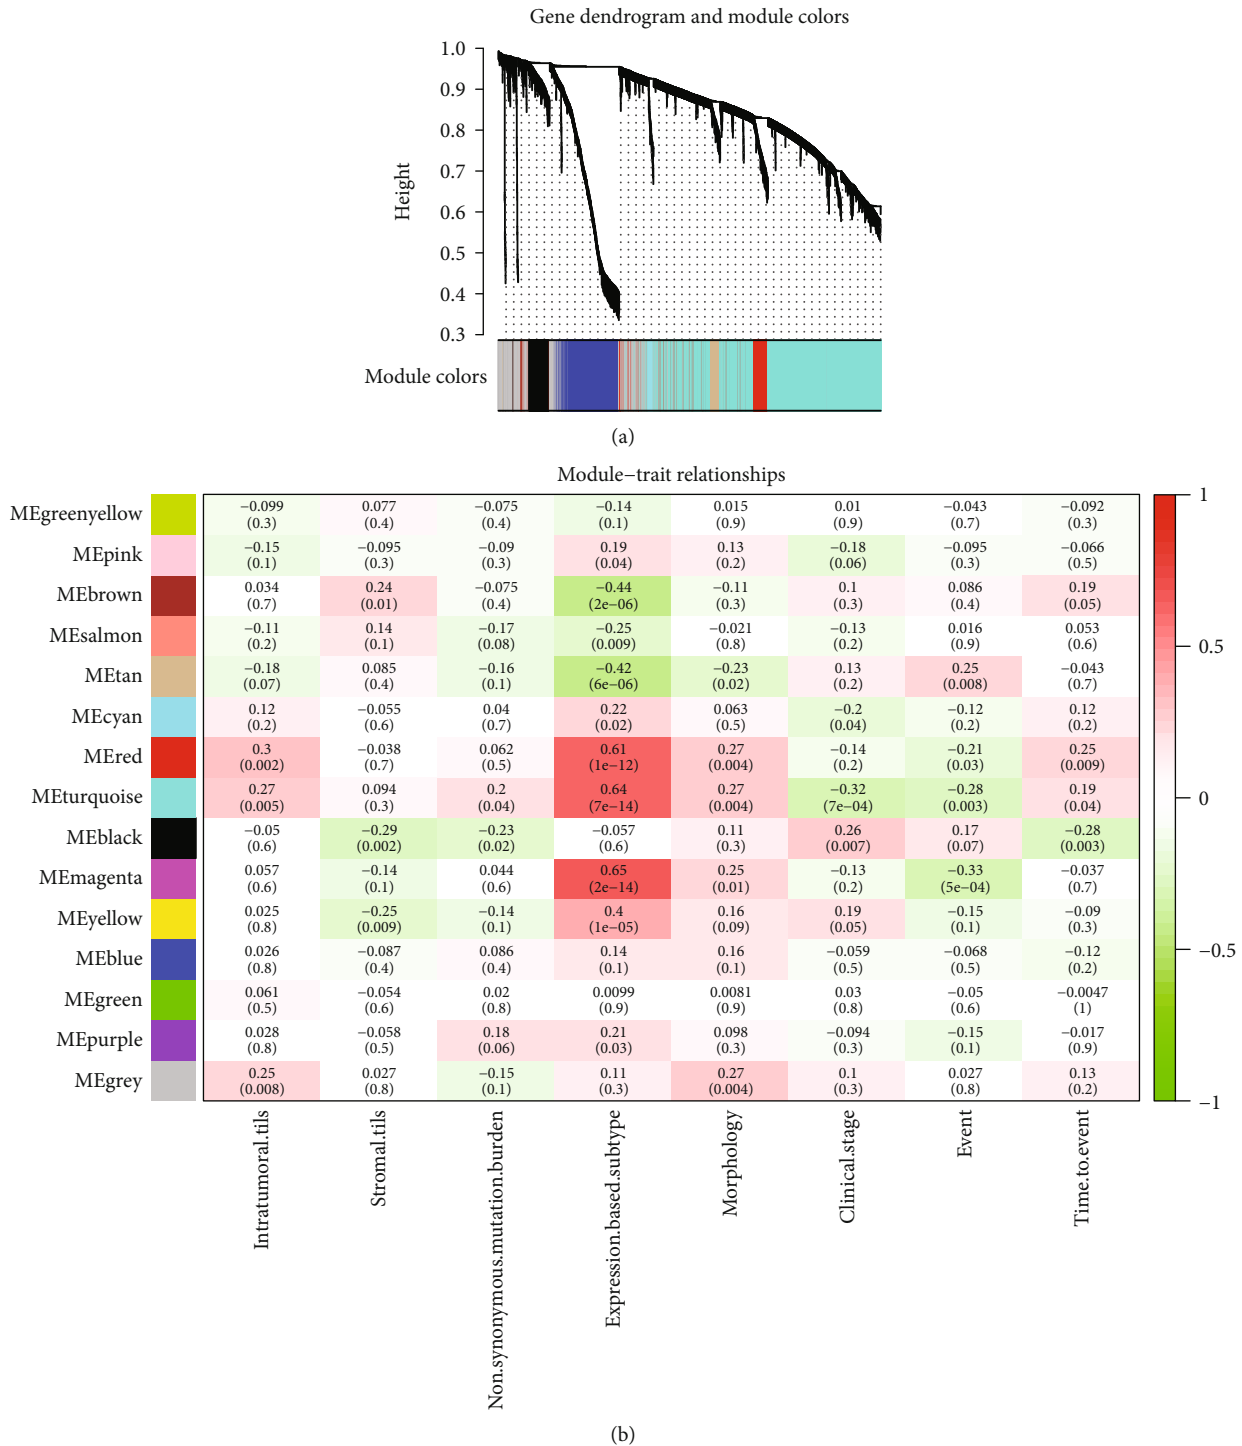 Gene dendrogram and module colors
1.0
0.9
0.8
0.7
0.6
0.5
0.4
0.3
Height
Module colors
(a)
Module−trait relationships
MEgreenyellow −0.099 0.077 −0.075 −0.14 0.015 0.01 −0.043 −0.092
(0.3) (0.4) (0.4) (0.1) (0.9) (0.9) (0.7) (0.3)
MEpink −0.15 −0.095 −0.09 0.19 0.13 −0.18 −0.095 −0.066
(0.1) (0.3) (0.3) (0.04) (0.2) (0.06) (0.3) (0.5)
MEbrown 0.034 0.24 −0.075 −0.44 −0.11 0.1 0.086 0.19
(0.7) (0.01) (0.4) (2e−06) (0.3) (0.3) (0.4) (0.05)
MEsalmon −0.11 0.14 −0.17 −0.25 −0.021 −0.13 0.016 0.053
(0.2) (0.1) (0.08) (0.009) (0.8) (0.2) (0.9) (0.6)
MEtan −0.18 0.085 −0.16 −0.42 −0.23 0.13 0.25 −0.043
(0.07) (0.4) (0.1) (6e−06) (0.02) (0.2) (0.008) (0.7)
MEcyan 0.12 −0.055 0.04 0.22 0.063 −0.2 −0.12 0.12
(0.2) (0.6) (0.7) (0.02) (0.5) (0.04) (0.2) (0.2)
MEred 0.3 −0.038 0.062 0.61 0.27 −0.14 −0.21 0.25
(0.002) (0.7) (0.5) (1e−12) (0.004) (0.2) (0.03) (0.009)
MEturquoise 0.27 0.094 0.2 0.64 0.27 −0.32 −0.28 0.19
(0.005) (0.3) (0.04) (7e−14) (0.004) (7e−04) (0.003) (0.04)
MEblack −0.05 −0.29 −0.23 −0.057 0.11 0.26 0.17 −0.28
(0.6) (0.002) (0.02) (0.6) (0.3) (0.007) (0.07) (0.003)
MEmagenta 0.057 −0.14 0.044 0.65 0.25 −0.13 −0.33 −0.037
(0.6) (0.1) (0.6) (2e−14) (0.01) (0.2) (5e−04) (0.7)
MEyellow 0.025 −0.25 −0.14 0.4 0.16 0.19 −0.15 −0.09
(0.8) (0.009) (0.1) (1e−05) (0.09) (0.05) (0.1) (0.3)
MEblue 0.026 −0.087 0.086 0.14 0.16 −0.059 −0.068 −0.12
(0.8) (0.4) (0.4) (0.1) (0.1) (0.5) (0.5) (0.2)
MEgreen 0.061 −0.054 0.02 0.0099 0.0081 0.03 −0.05 −0.0047
(0.5) (0.6) (0.8) (0.9) (0.9) (0.8) (0.6) (1)
MEpurple 0.028 −0.058 0.18 0.21 0.098 −0.094 −0.15 −0.017
(0.8) (0.5) (0.06) (0.03) (0.3) (0.3) (0.1) (0.9)
MEgrey 0.25 0.027 −0.15 0.11 0.27 0.1 0.027 0.13
(0.008) (0.8) (0.1) (0.3) (0.004) (0.3) (0.8) (0.2)
1
0.5
0
−0.5
−1
Intratumoral.tils
Stromal.tils
Non.synonymous.mutation.burden
Expression.based.subtype
Morphology
Clinical.stage
Event
Time.to.event
(b)